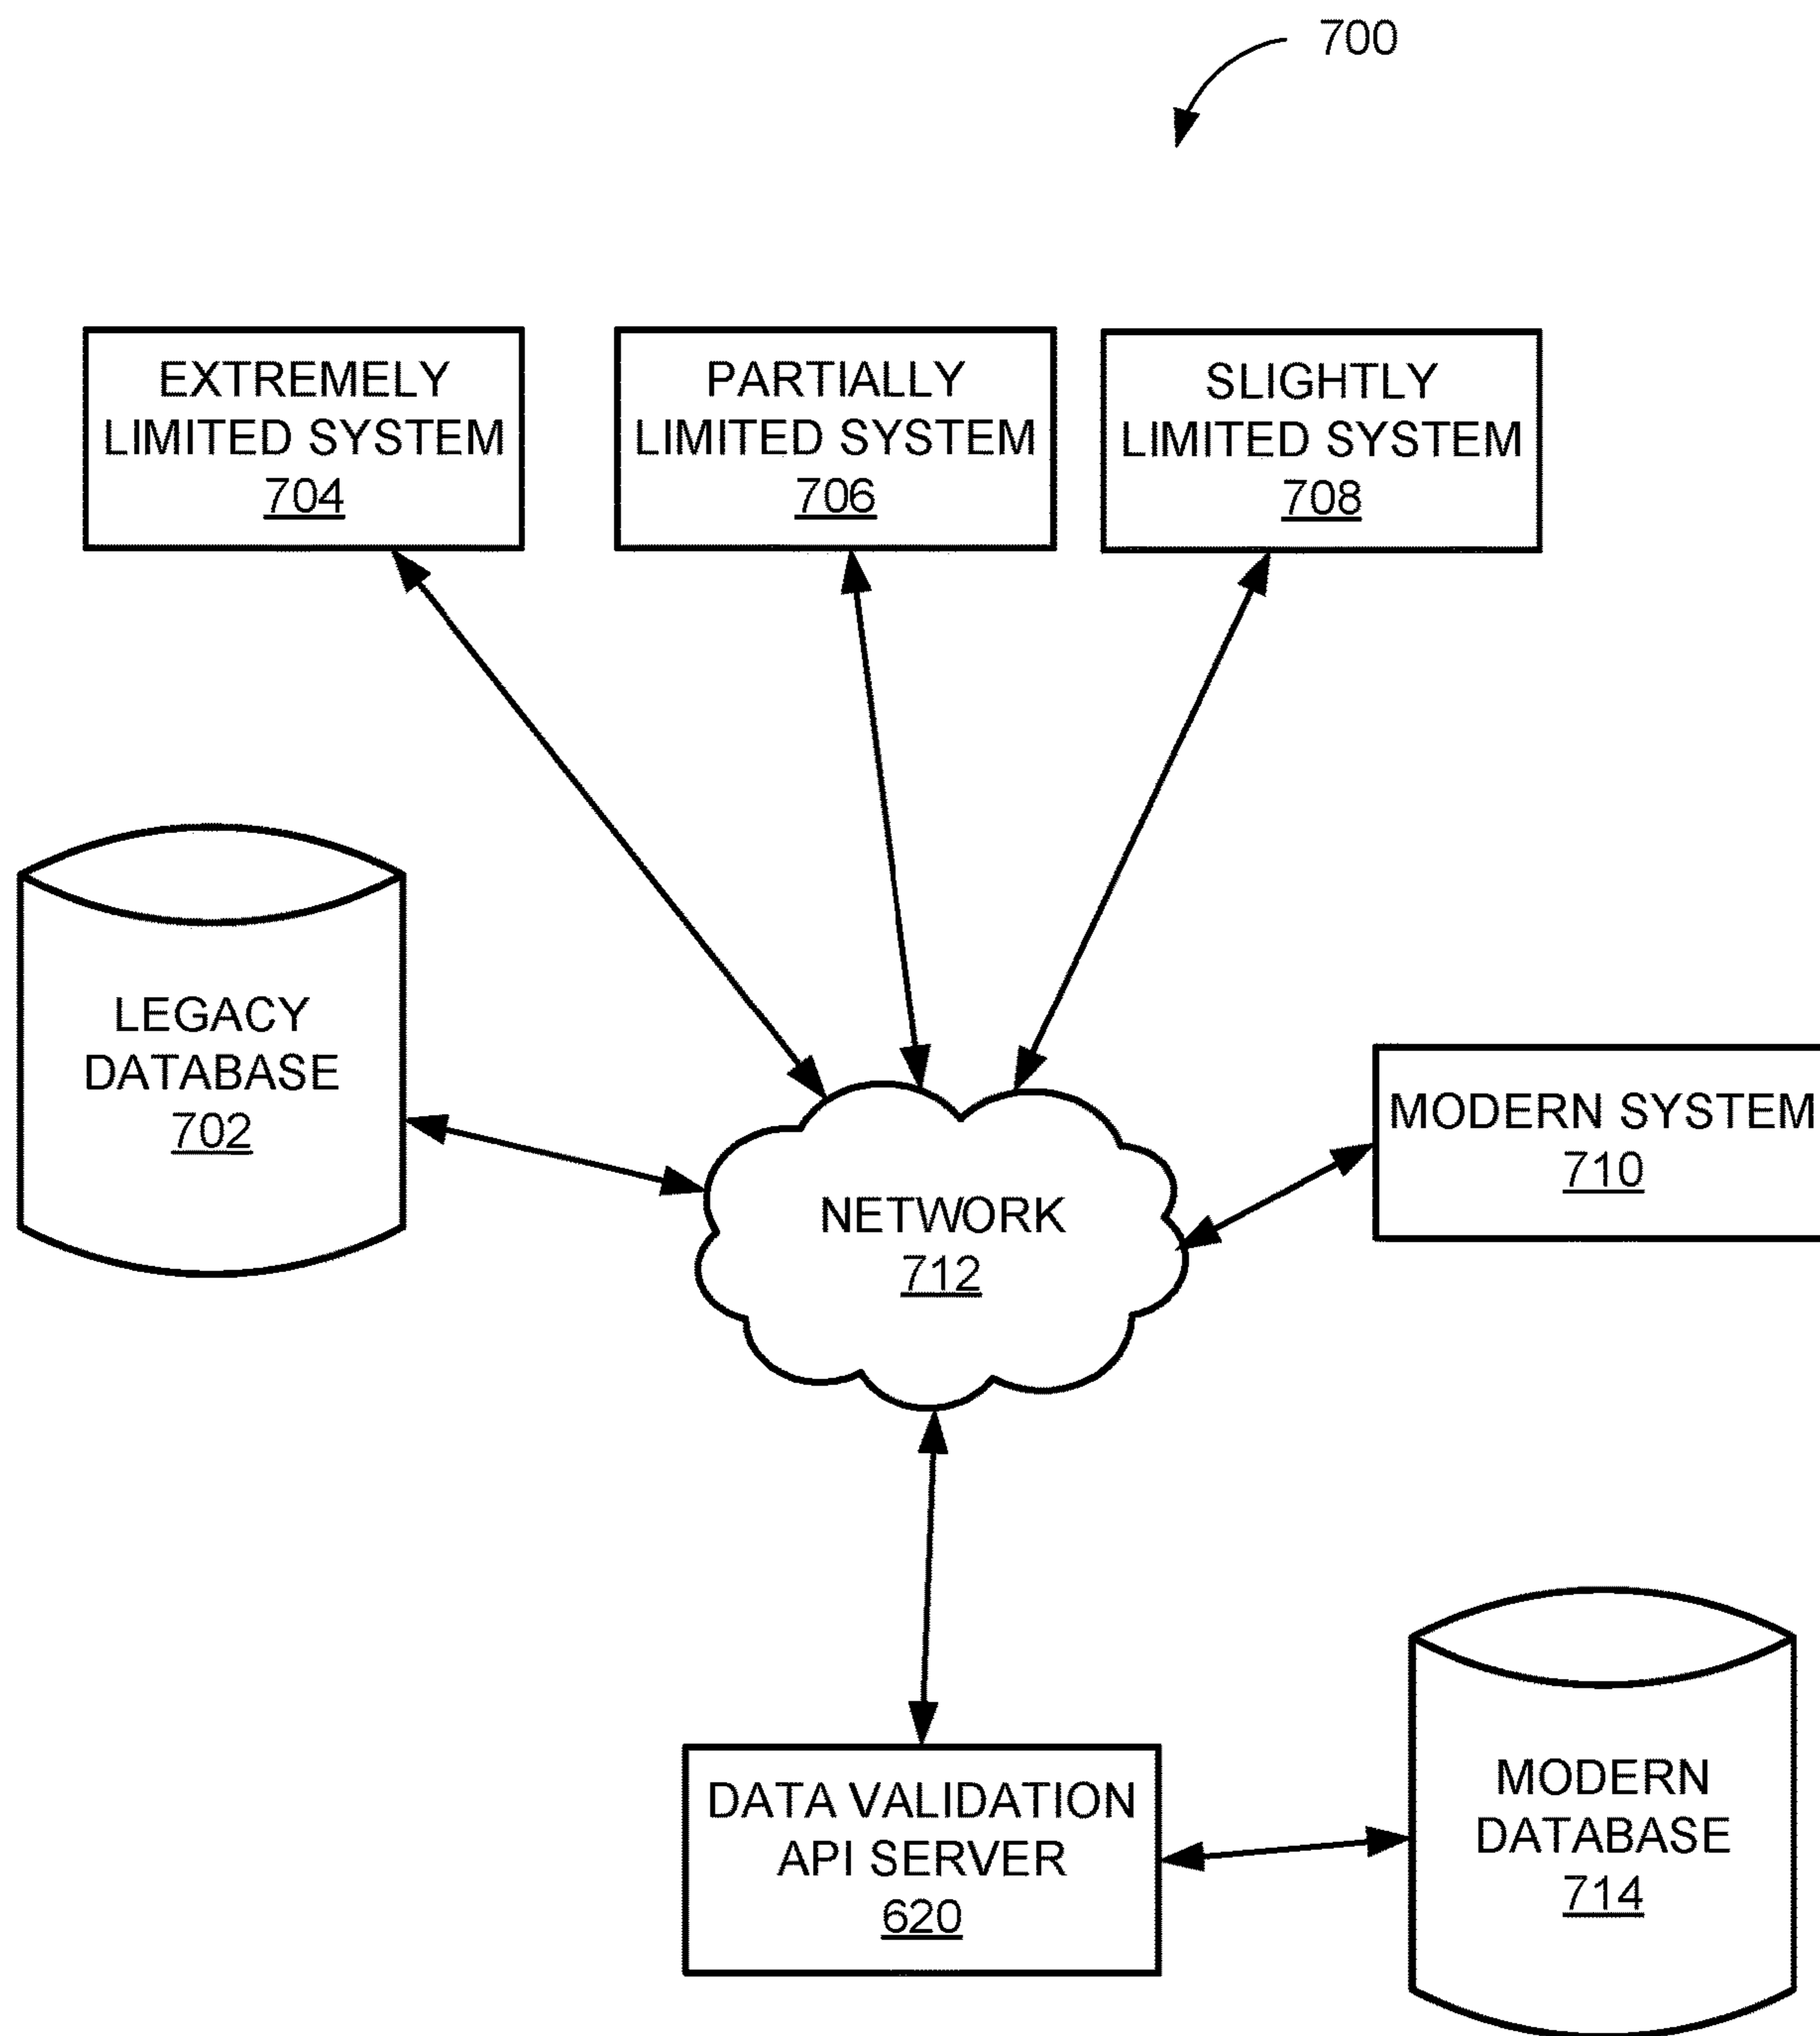 700
EXTREMELY
LIMITED SYSTEM
704
PARTIALLY
LIMITED SYSTEM
706
SLIGHTLY
LIMITED SYSTEM
708
LEGACY
DATABASE
702
NETWORK
712
MODERN SYSTEM
710
DATA VALIDATION
API SERVER
620
MODERN
DATABASE
714